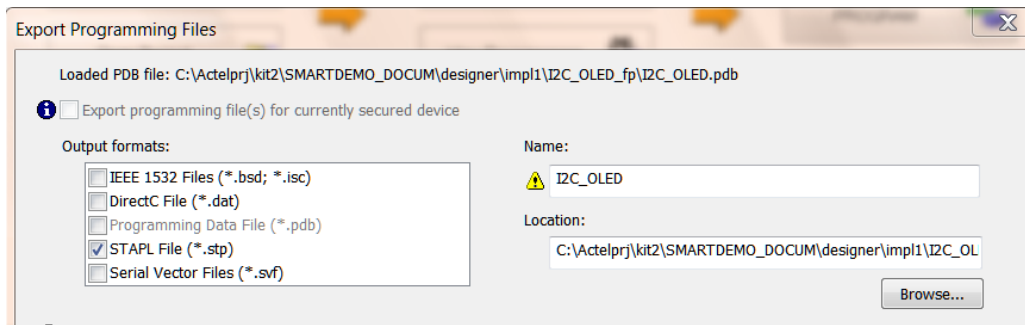 Export Programming Files
Loaded PDB file: C:\Actelprj\kit2\SMARTDEMO_DOCUM\designer\impl1\I2C_OLED_fp\I2C_OLED.pdb
Export programming file(s) for currently secured device
Output formats:
IEEE 1532 Files (*.bsd; *.isc)
DirectC File (*.dat)
Programming Data File (*.pdb)
STAPL File (*.stp)
Serial Vector Files (*.svf)
Name:
I2C_OLED
Location:
C:\Actelprj\kit2\SMARTDEMO_DOCUM\designer\impl1\I2C_OL
Browse...